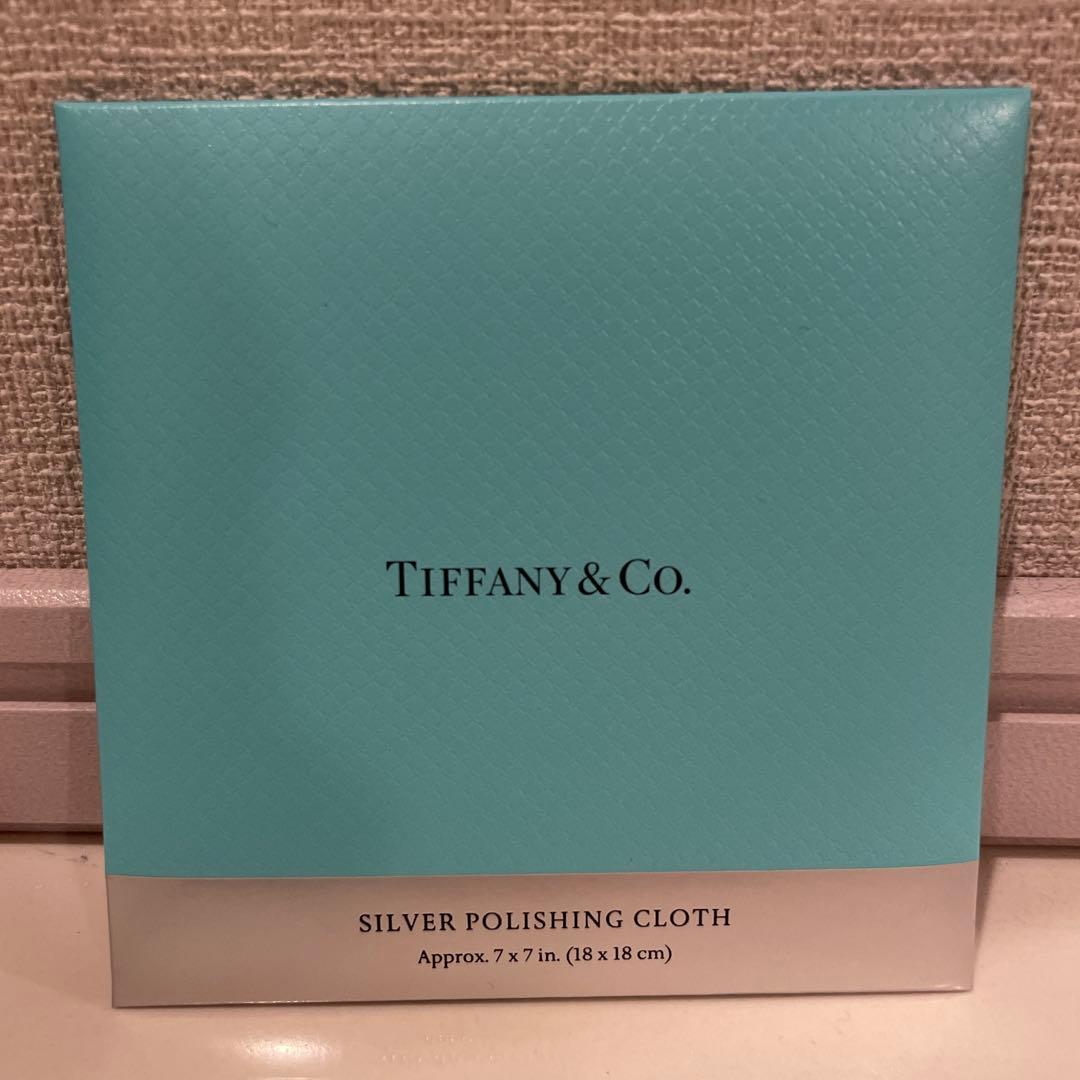 TIFFANY & CO.
SILVER POLISHING CLOTH
Approx. 7 x 7 in. (18 x 18 cm)